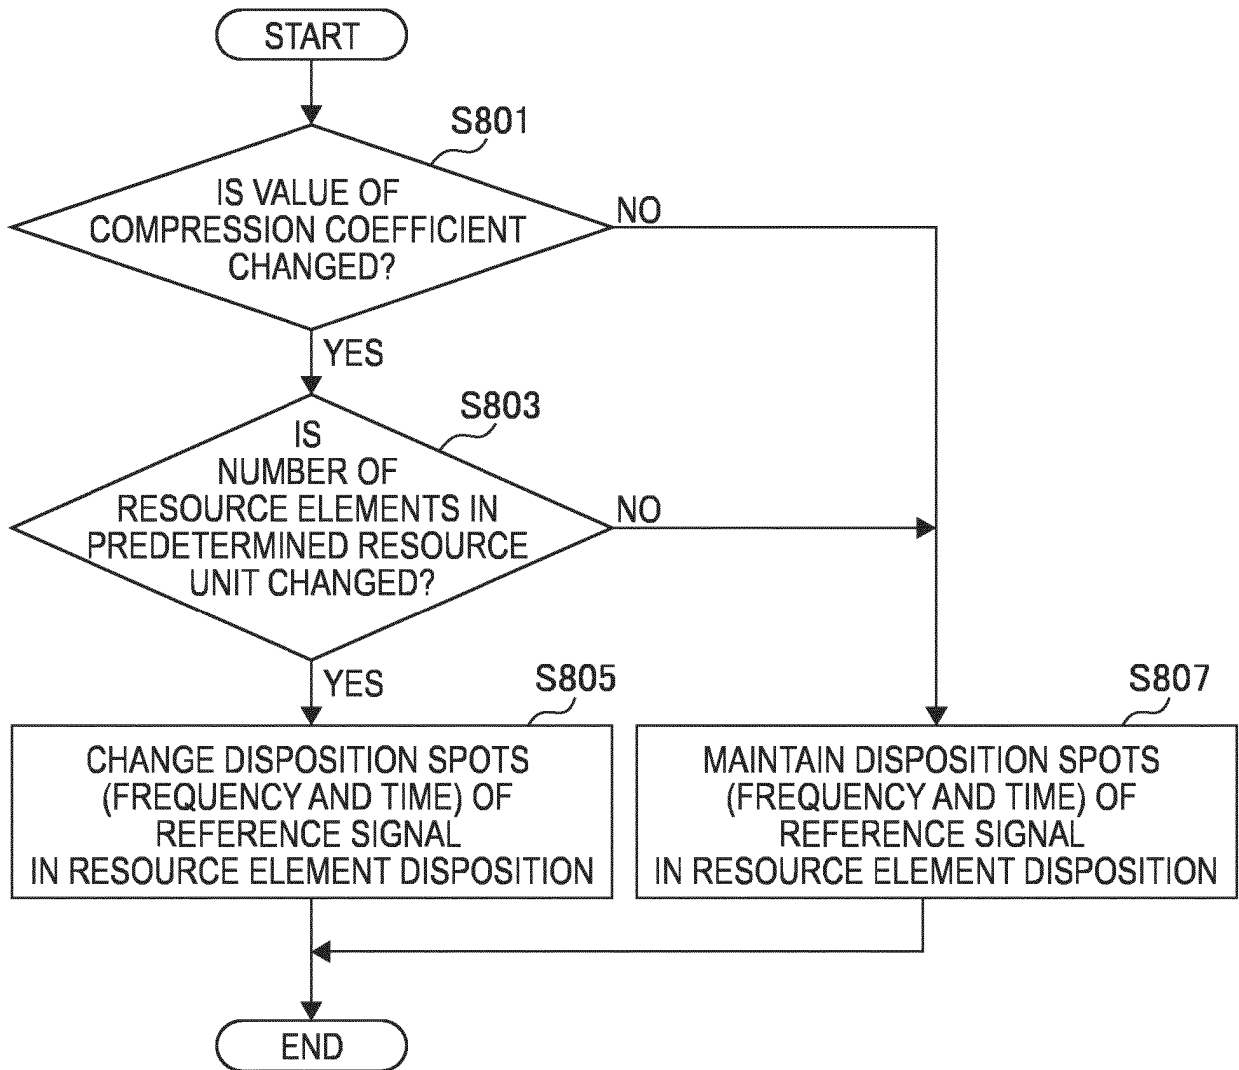 START
S801
IS VALUE OF
COMPRESSION COEFFICIENT
CHANGED?
NO
YES
S803
IS
NUMBER OF
RESOURCE ELEMENTS IN
PREDETERMINED RESOURCE
UNIT CHANGED?
NO
YES
S805
CHANGE DISPOSITION SPOTS
(FREQUENCY AND TIME) OF
REFERENCE SIGNAL
IN RESOURCE ELEMENT DISPOSITION
S807
MAINTAIN DISPOSITION SPOTS
(FREQUENCY AND TIME) OF
REFERENCE SIGNAL
IN RESOURCE ELEMENT DISPOSITION
END